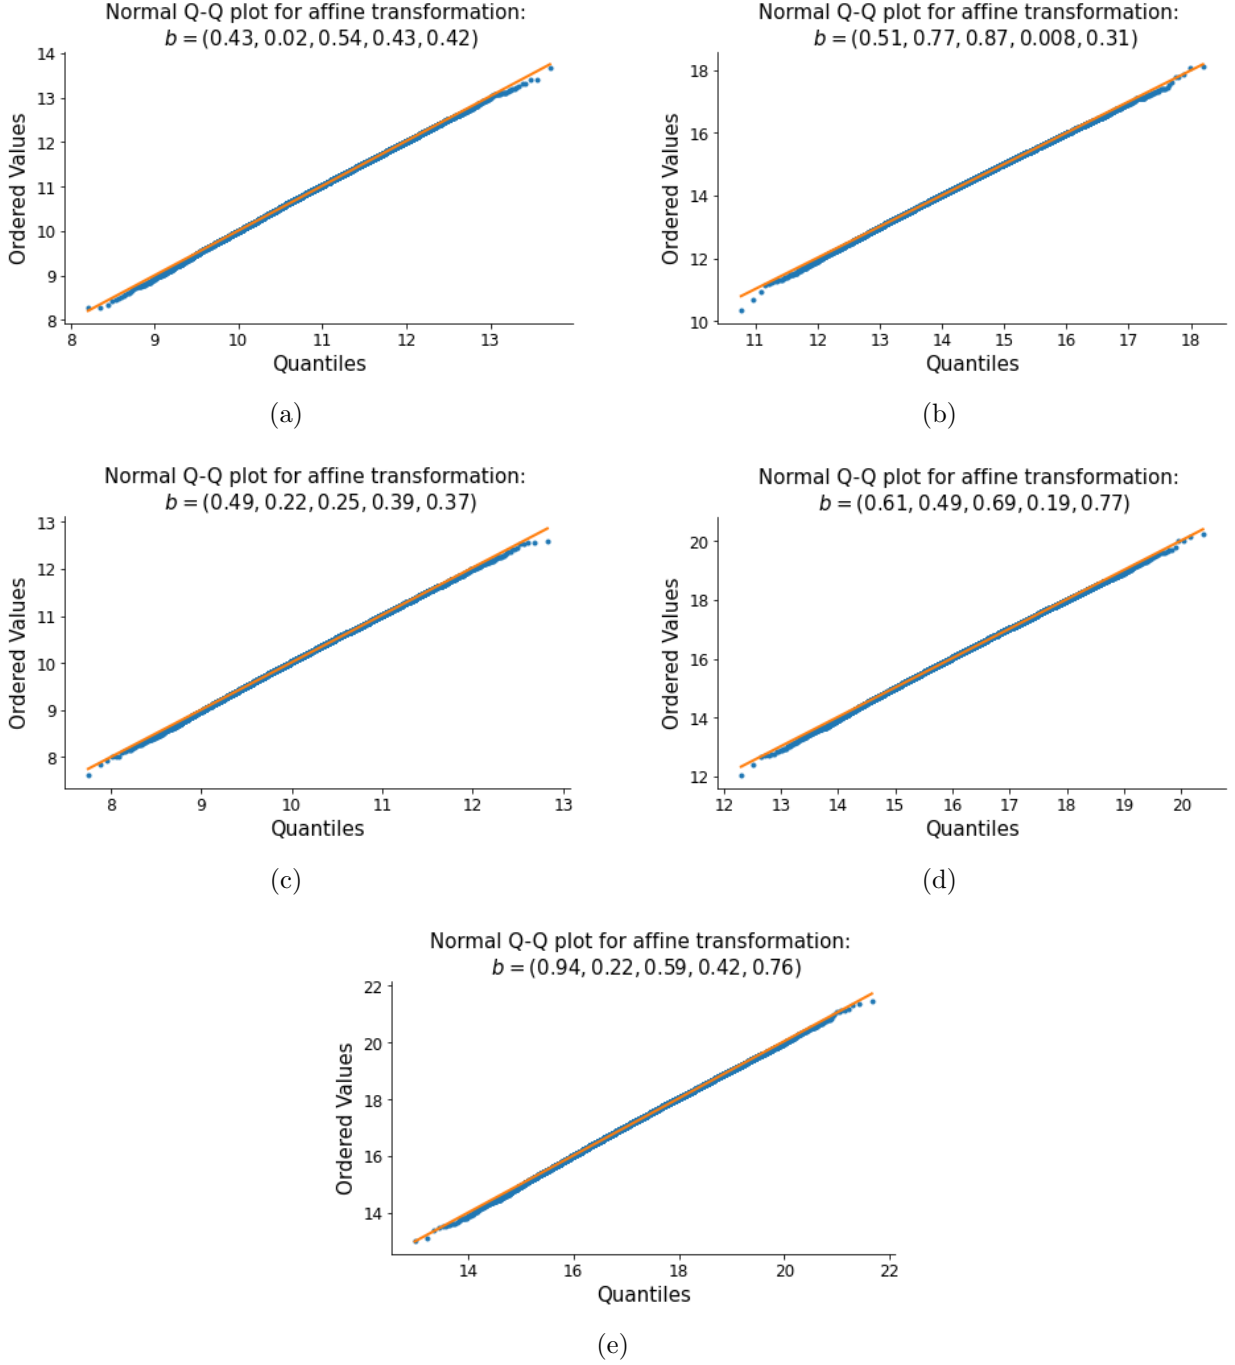 Normal Q-Q plot for affine transformation:
b = (0.43, 0.02, 0.54, 0.43, 0.42)
14
13
12
11
10
9
8
Ordered Values
8 9 10 11 12 13
Quantiles
(a)
Normal Q-Q plot for affine transformation:
b = (0.51, 0.77, 0.87, 0.008, 0.31)
18
16
14
12
10
Ordered Values
11 12 13 14 15 16 17 18
Quantiles
(b)
Normal Q-Q plot for affine transformation:
b = (0.49, 0.22, 0.25, 0.39, 0.37)
13
12
11
10
9
8
Ordered Values
8 9 10 11 12 13
Quantiles
(c)
Normal Q-Q plot for affine transformation:
b = (0.61, 0.49, 0.69, 0.19, 0.77)
20
18
16
14
12
Ordered Values
12 13 14 15 16 17 18 19 20
Quantiles
(d)
Normal Q-Q plot for affine transformation:
b = (0.94, 0.22, 0.59, 0.42, 0.76)
22
20
18
16
14
Ordered Values
14 16 18 20 22
Quantiles
(e)